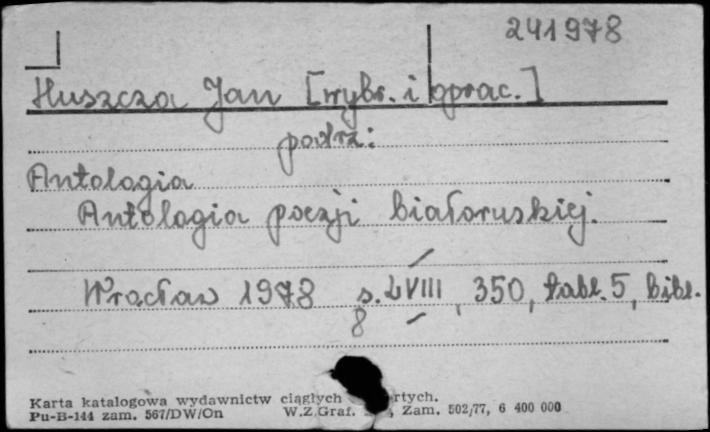 241978
Huszcza Jan [wybr. i oprac.]
podrz:
Antologia
Antologia poezji białoruskiej.
Wrocław 1978 s. LVIII, 350, tabl. 5, bibl.
8
Karta katalogowa wydawnictw ciągłych rtych.
Pu-B-144 zam. 567/DW/On W.Z.Graf. Zam. 502/77, 6 400 000